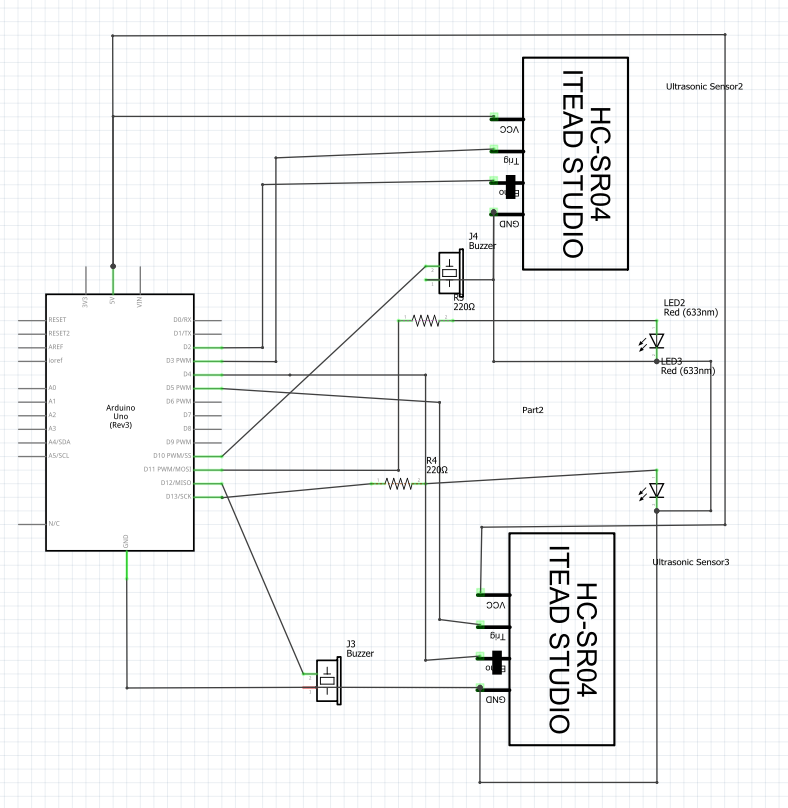 Ultrasonic Sensor2
HC-SR04
ITEAD STUDIO
VCC
Trig
GND
J4
Buzzer
R3
220Ω
LED2
Red (633nm)
LED3
Red (633nm)
Part2
3V3
5V
VIN
RESET
RESET2
AREF
ioref
A0
A1
A2
A3
A4/SDA
A5/SCL
N/C
Arduino
Uno
(Rev3)
D0/RX
D1/TX
D2
D3 PWM
D4
D5 PWM
D6 PWM
D7
D8
D9 PWM
D10 PWM/SS
D11 PWM/MOSI
D12/MISO
D13/SCK
GND
R4
220Ω
Ultrasonic Sensor3
HC-SR04
ITEAD STUDIO
VCC
Trig
GND
J3
Buzzer